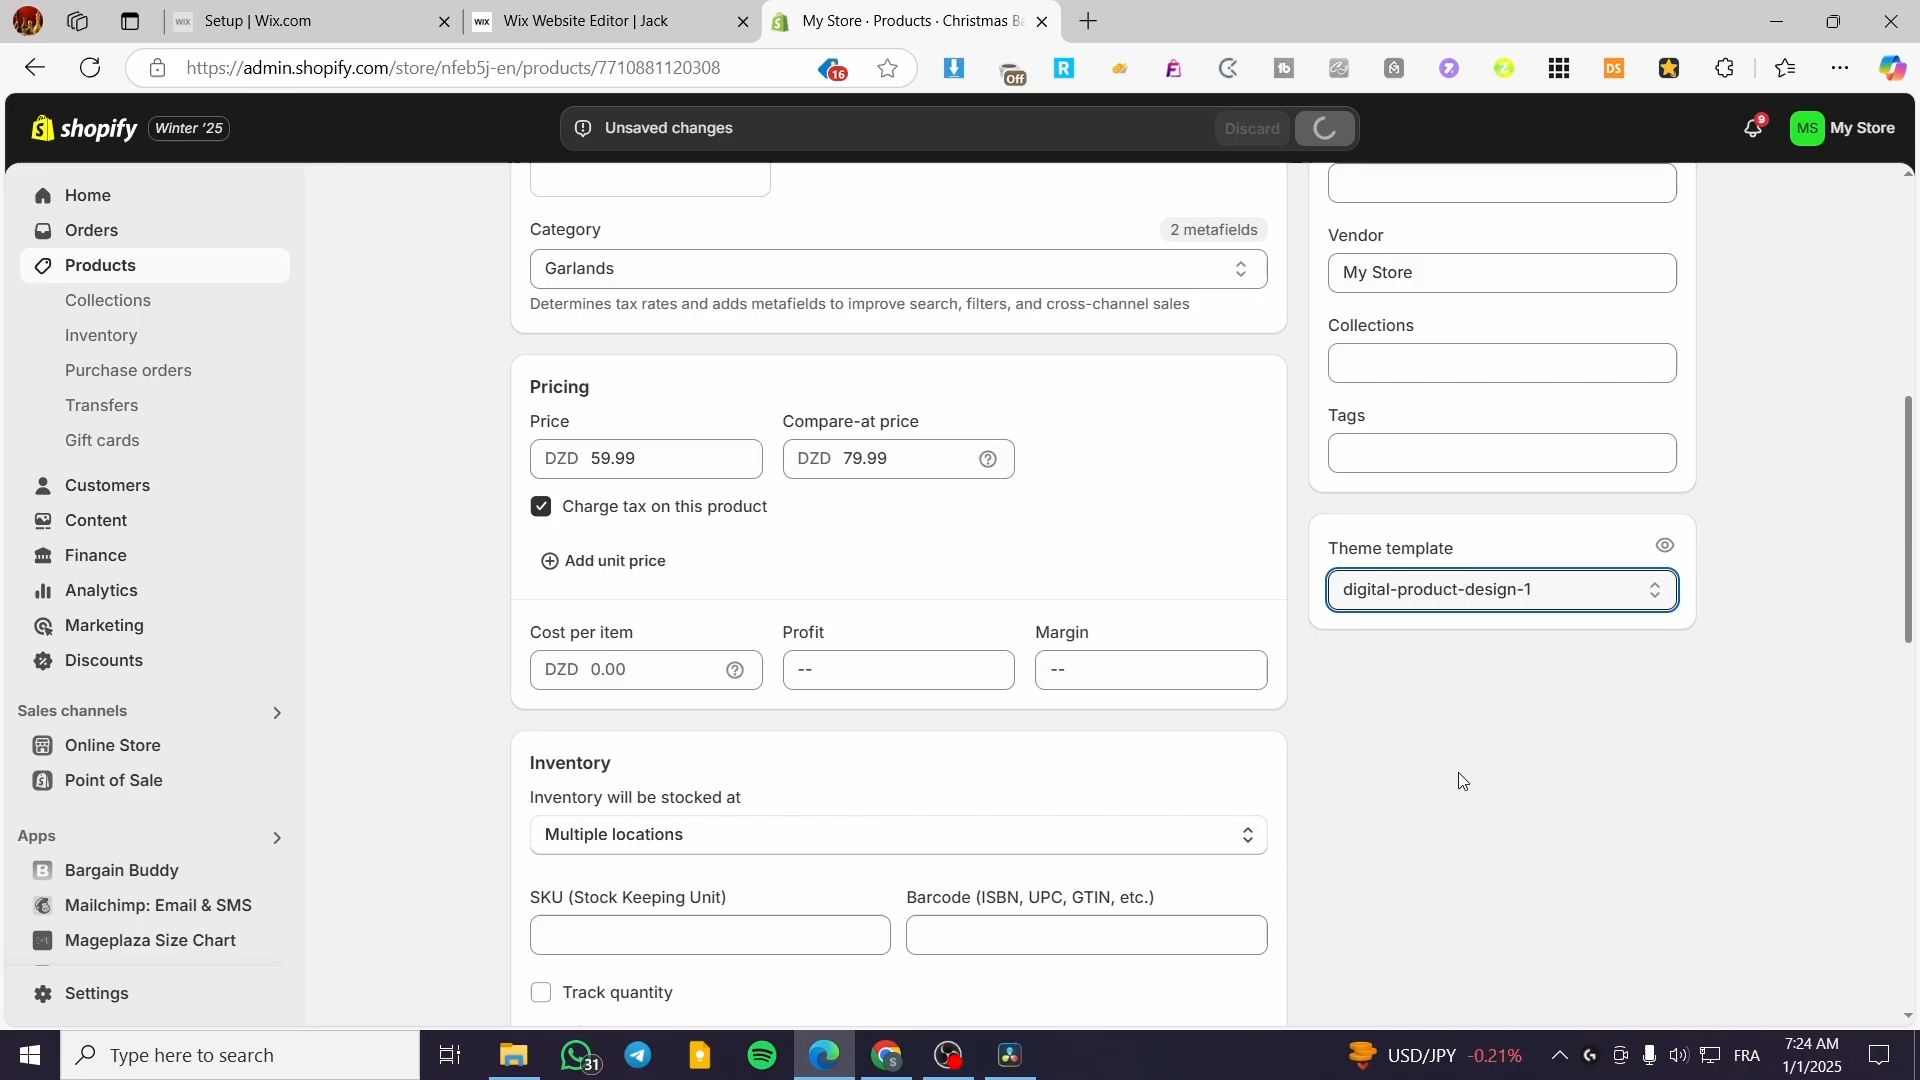 Setup | Wix.com
Wix Website Editor | Jack
My Store · Products · Christmas Ba
https://admin.shopify.com/store/nfeb5j-en/products/7710881120308
16
Off
shopify
Winter '25
Unsaved changes
Discard
9
MS
My Store
Home
Orders
Products
Collections
Inventory
Purchase orders
Transfers
Gift cards
Customers
Content
Finance
Analytics
Marketing
Discounts
Sales channels
Online Store
Point of Sale
Apps
Bargain Buddy
Mailchimp: Email & SMS
Mageplaza Size Chart
Settings
Category
2 metafields
Garlands
Determines tax rates and adds metafields to improve search, filters, and cross-channel sales
Pricing
Price
Compare-at price
DZD 59.99
DZD 79.99
Charge tax on this product
Add unit price
Cost per item
Profit
Margin
DZD 0.00
--
--
Inventory
Inventory will be stocked at
Multiple locations
SKU (Stock Keeping Unit)
Barcode (ISBN, UPC, GTIN, etc.)
Track quantity
Vendor
My Store
Collections
Tags
Theme template
digital-product-design-1
Type here to search
31
USD/JPY -0.21%
FRA
7:24 AM
1/1/2025